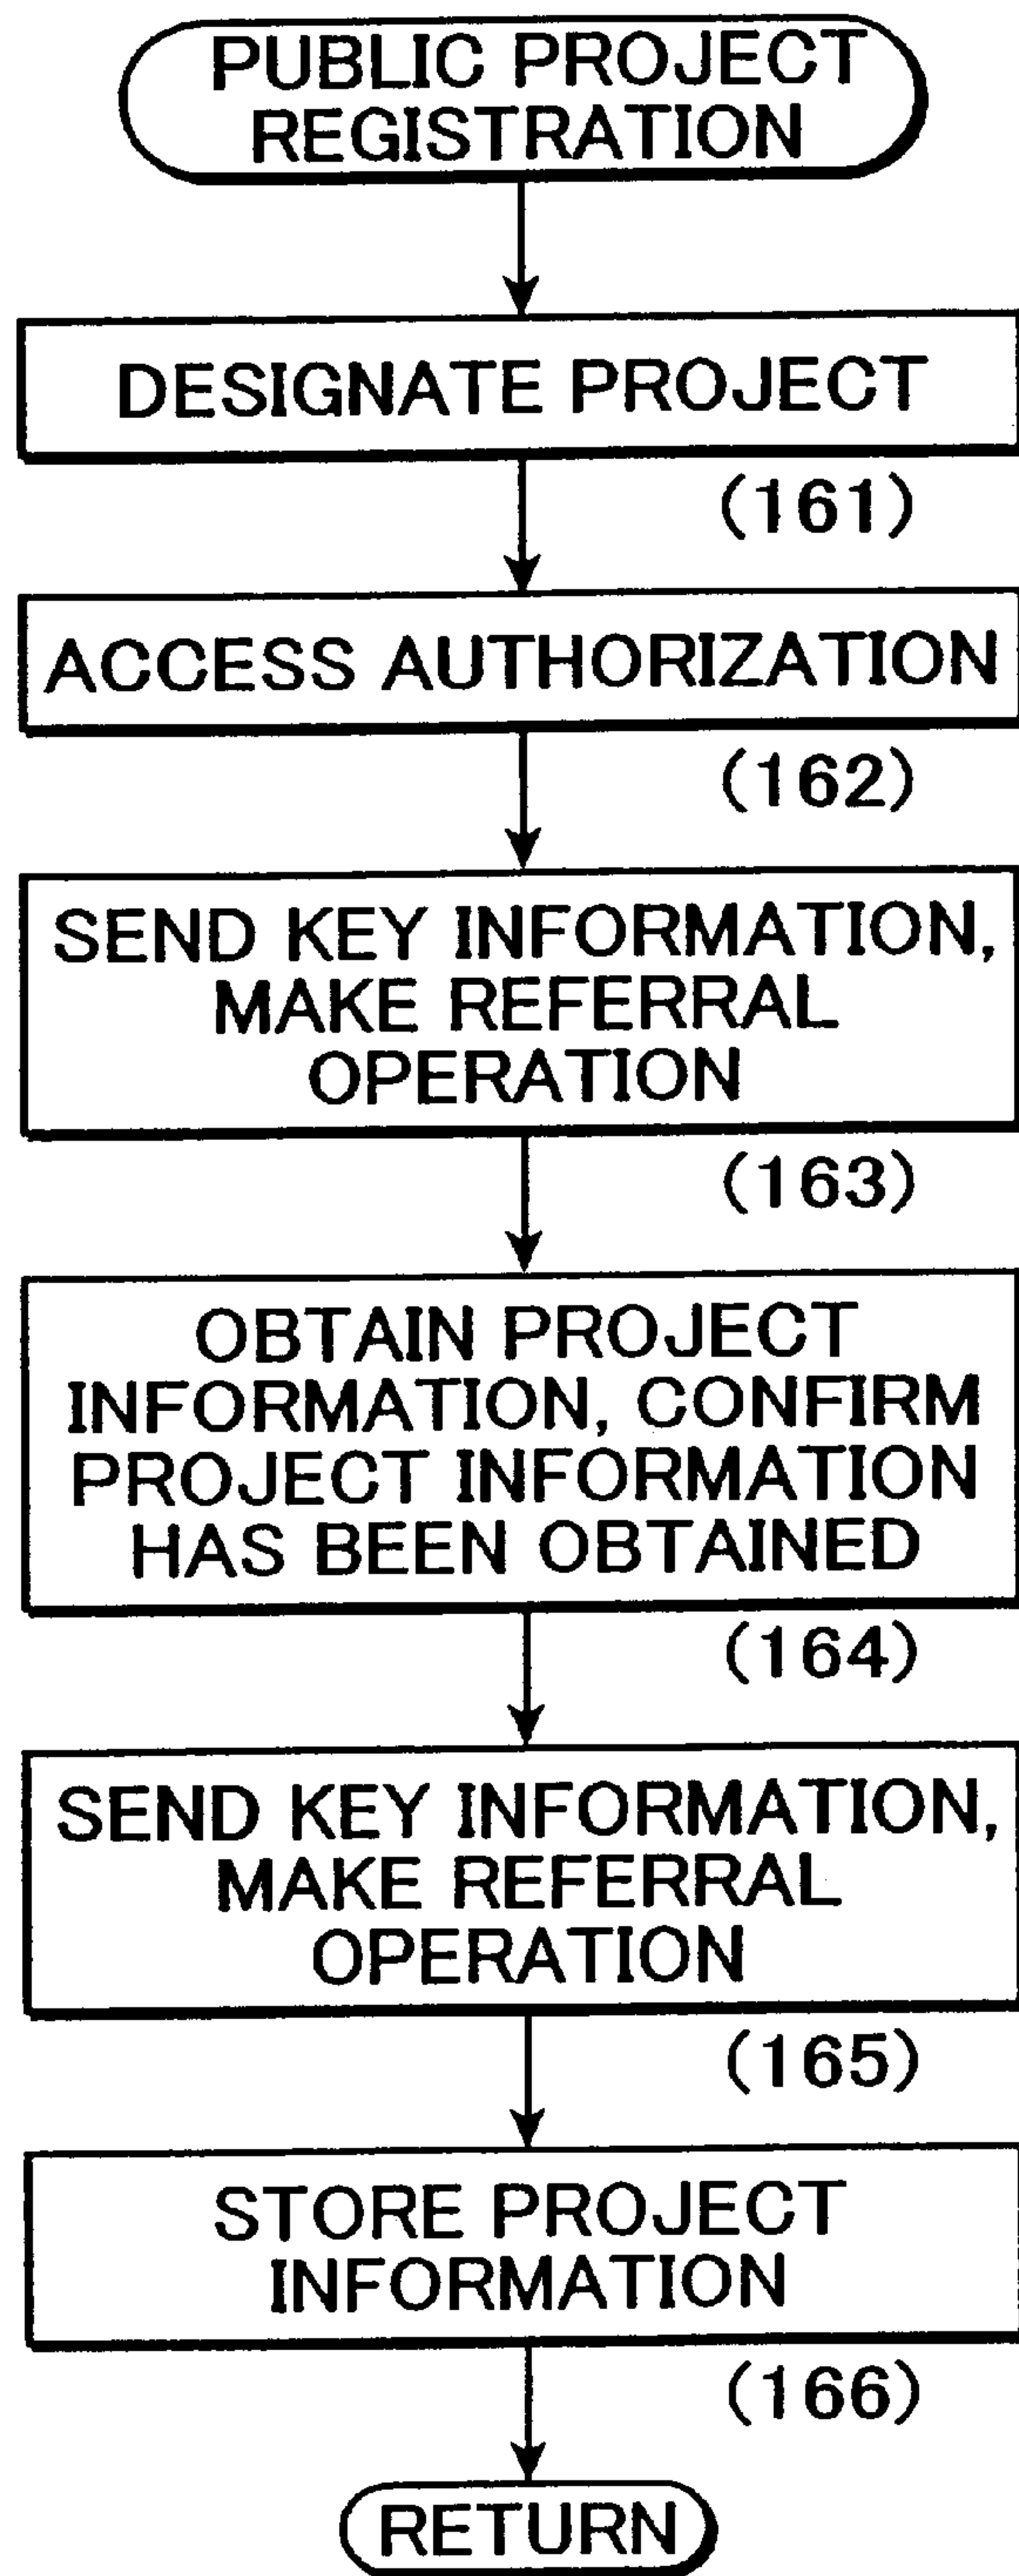 PUBLIC PROJECT
REGISTRATION
DESIGNATE PROJECT
(161)
ACCESS AUTHORIZATION
(162)
SEND KEY INFORMATION,
MAKE REFERRAL
OPERATION
(163)
OBTAIN PROJECT
INFORMATION, CONFIRM
PROJECT INFORMATION
HAS BEEN OBTAINED
(164)
SEND KEY INFORMATION,
MAKE REFERRAL
OPERATION
(165)
STORE PROJECT
INFORMATION
(166)
RETURN